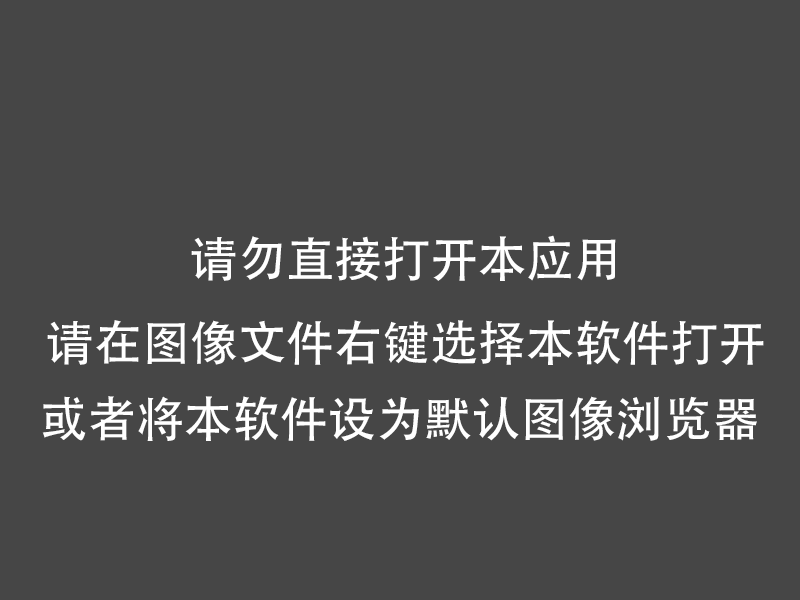 请勿直接打开本应用
请在图像文件右键选择本软件打开
或者将本软件设为默认图像浏览器